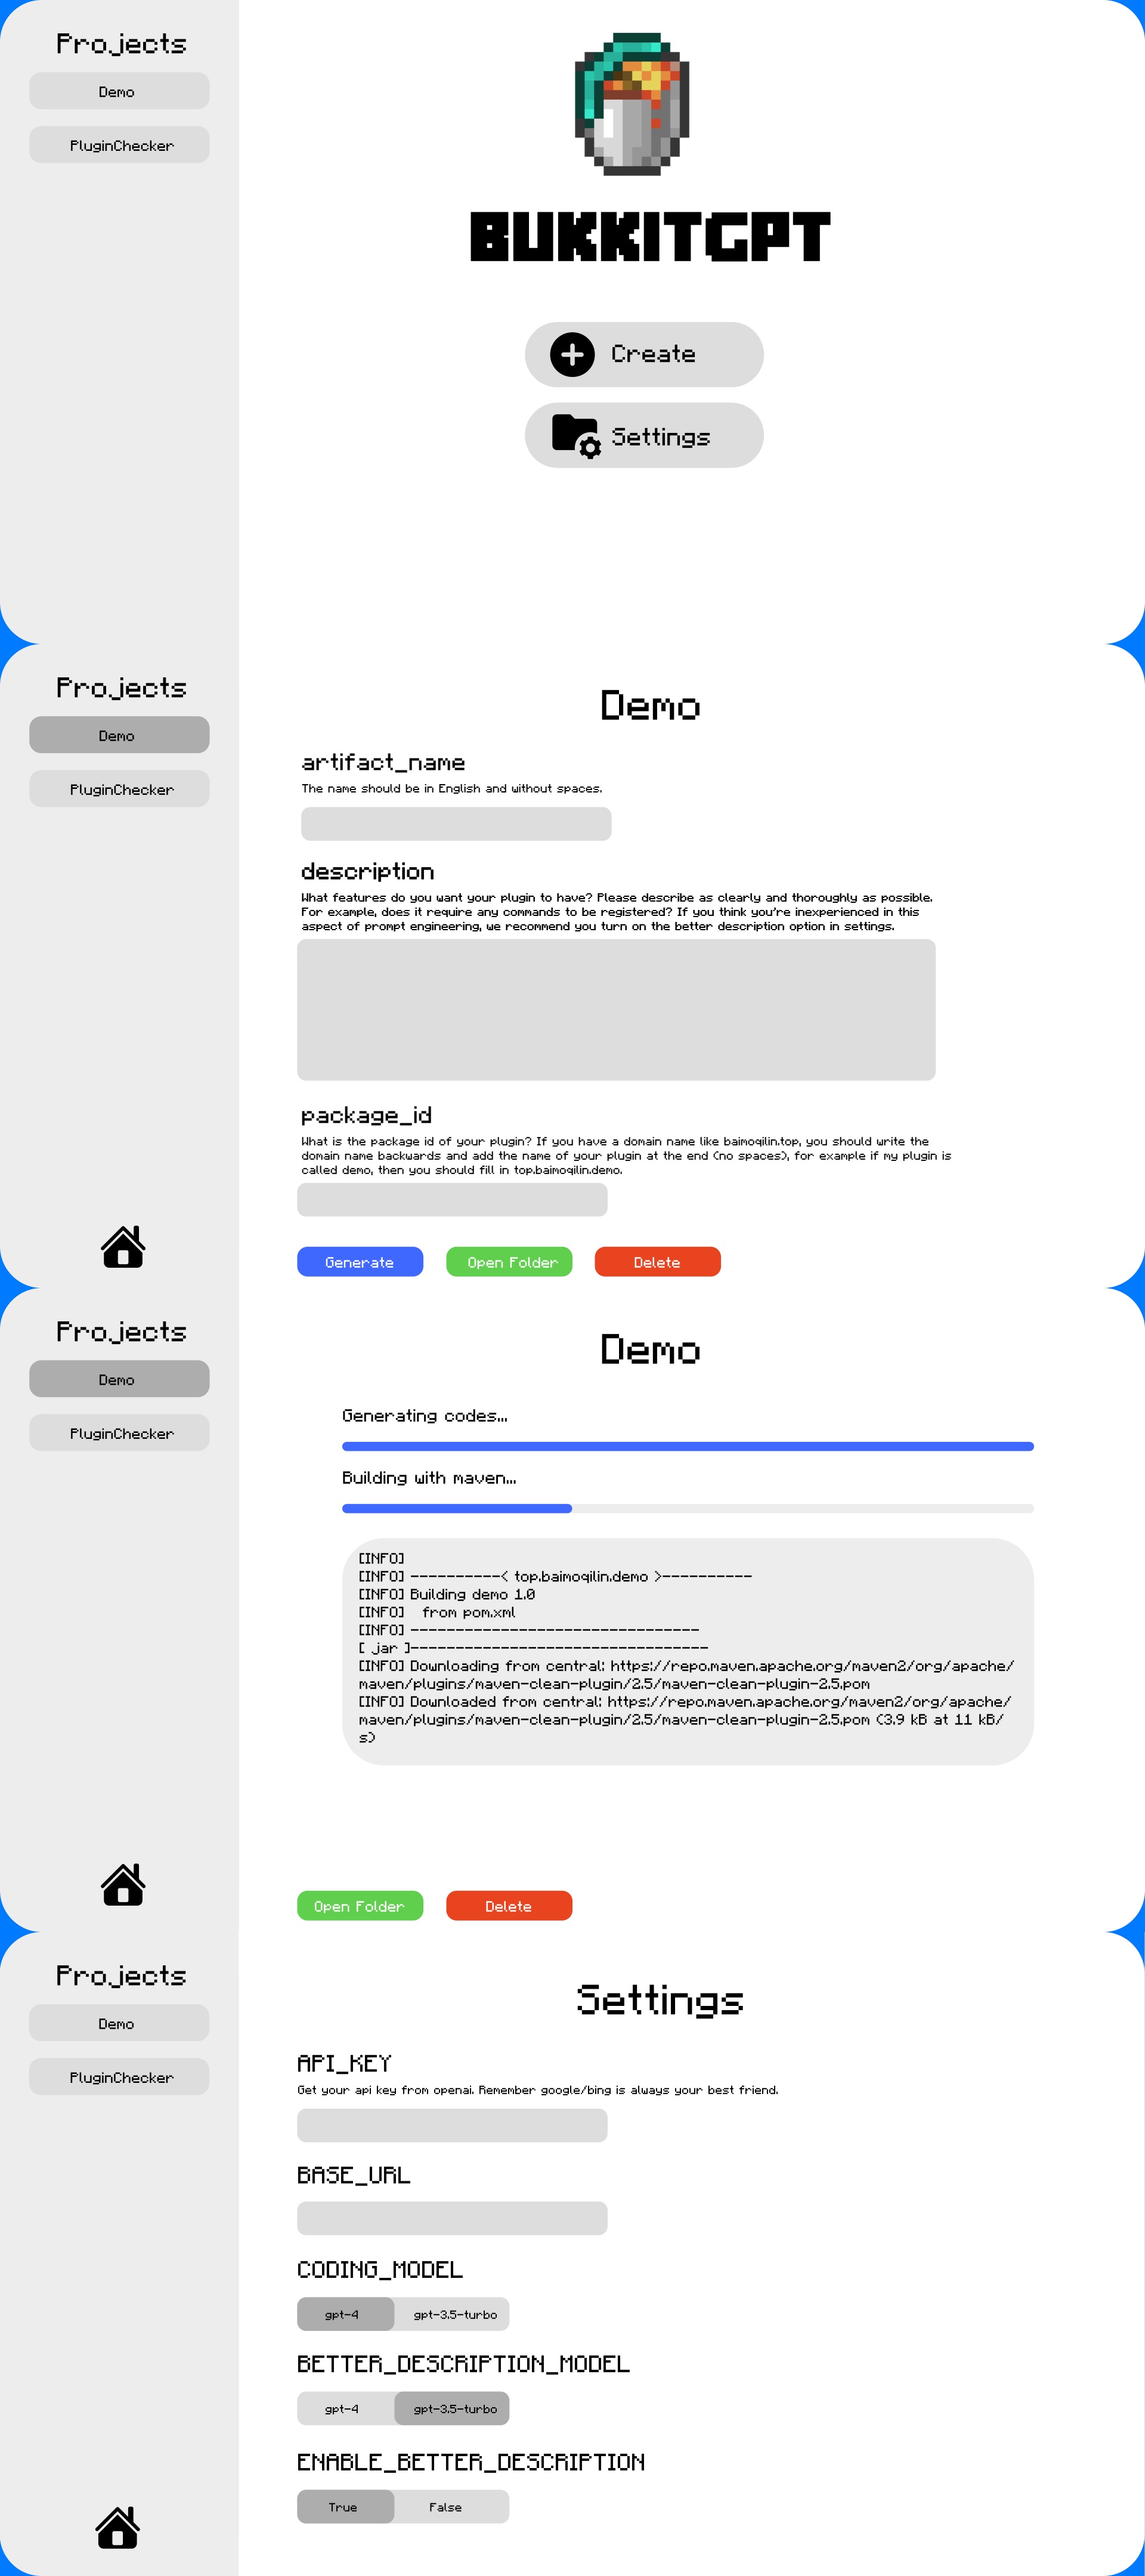 Projects
Demo
PluginChecker
BUKKITGPT
Create
Settings
Projects
Demo
PluginChecker
Demo
artifact_name
The name should be in English and without spaces.
description
What features do you want your plugin to have? Please describe as clearly and thoroughly as possible.
For example, does it require any commands to be registered? If you think you're inexperienced in this
aspect of prompt engineering, we recommend you turn on the better description option in settings.
package_id
What is the package id of your plugin? If you have a domain name like baimoqilin.top, you should write the
domain name backwards and add the name of your plugin at the end (no spaces), for example if my plugin is
called demo, then you should fill in top.baimoqilin.demo.
Generate
Open Folder
Delete
Projects
Demo
PluginChecker
Demo
Generating codes...
Building with maven...
[INFO]
[INFO] ----------< top.baimoqilin.demo >----------
[INFO] Building demo 1.0
[INFO]   from pom.xml
[INFO] --------------------------------
[ jar ]---------------------------------
[INFO] Downloading from central: https://repo.maven.apache.org/maven2/org/apache/
maven/plugins/maven-clean-plugin/2.5/maven-clean-plugin-2.5.pom
[INFO] Downloaded from central: https://repo.maven.apache.org/maven2/org/apache/
maven/plugins/maven-clean-plugin/2.5/maven-clean-plugin-2.5.pom (3.9 kB at 11 kB/
s)
Open Folder
Delete
Projects
Demo
PluginChecker
Settings
API_KEY
Get your api key from openai. Remember google/bing is always your best friend.
BASE_URL
CODING_MODEL
gpt-4 gpt-3.5-turbo
BETTER_DESCRIPTION_MODEL
gpt-4 gpt-3.5-turbo
ENABLE_BETTER_DESCRIPTION
True False